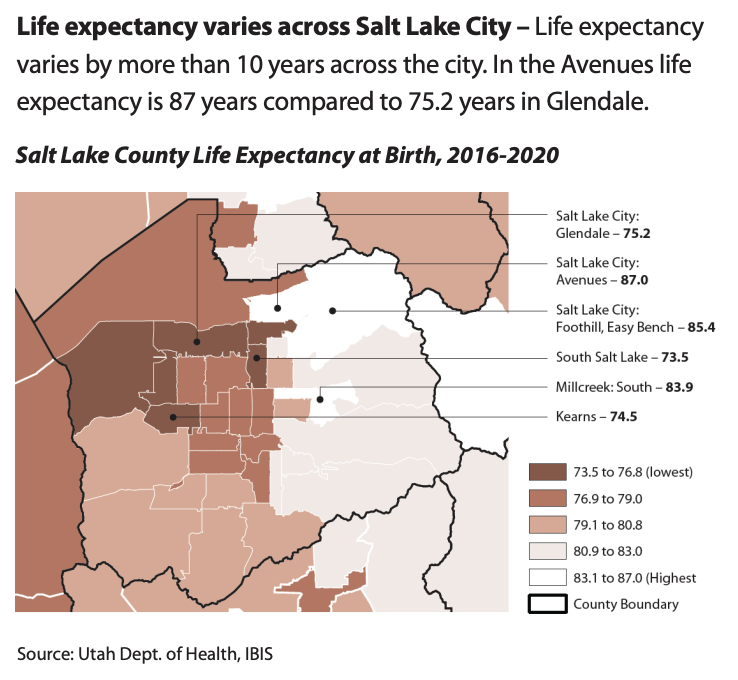 Life expectancy varies across Salt Lake City – Life expectancy
varies by more than 10 years across the city. In the Avenues life
expectancy is 87 years compared to 75.2 years in Glendale.
Salt Lake County Life Expectancy at Birth, 2016-2020
Salt Lake City:
Glendale – 75.2
Salt Lake City:
Avenues – 87.0
Salt Lake City:
Foothill, Easy Bench – 85.4
South Salt Lake – 73.5
Millcreek: South – 83.9
Kearns – 74.5
73.5 to 76.8 (lowest)
76.9 to 79.0
79.1 to 80.8
80.9 to 83.0
83.1 to 87.0 (Highest
County Boundary
Source: Utah Dept. of Health, IBIS